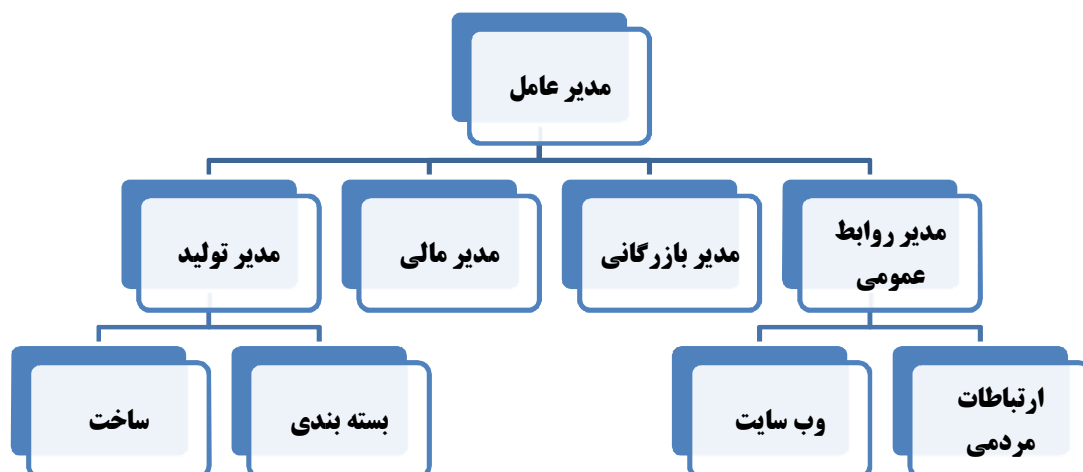 مدیر عامل
مدیر روابط
عمومی
مدیر بازرگانی
مدیر مالی
مدیر تولید
ارتباطات
مردمی
وب سایت
بسته بندی
ساخت